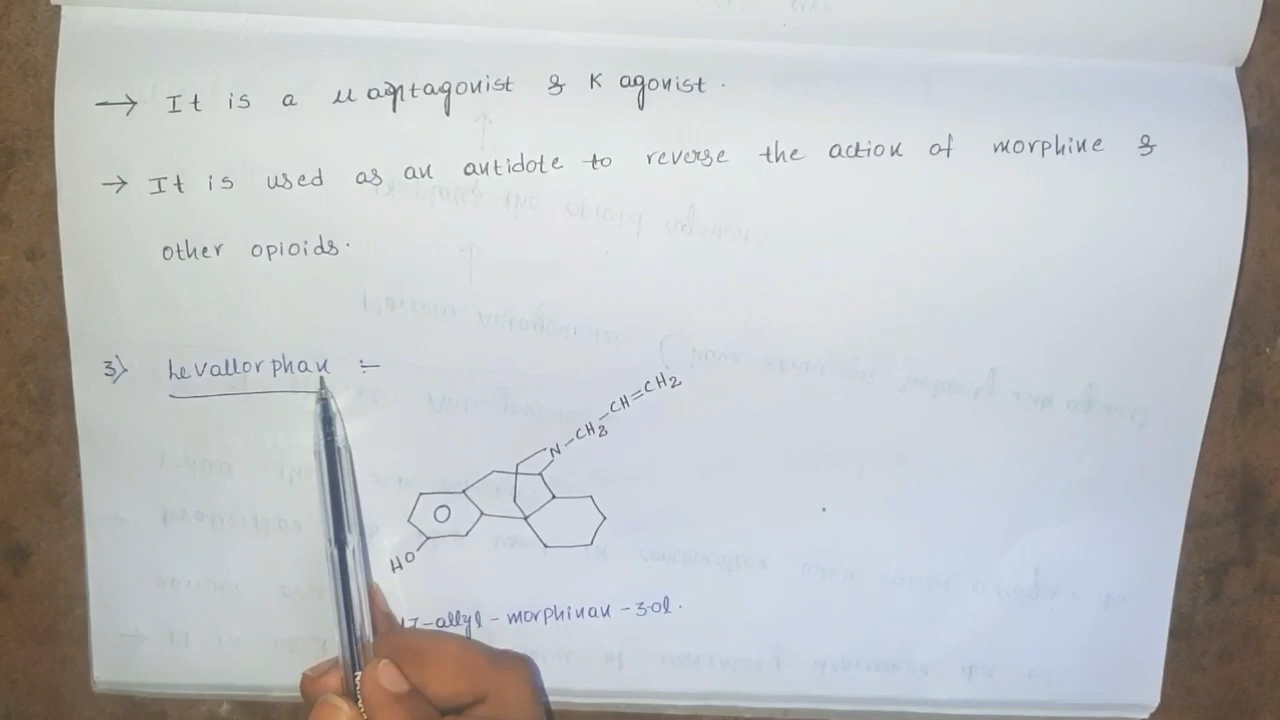 → It is a μ antagonist & K agonist.
→ It is used as an antidote to reverse the action of morphine &
other opioids.
3) Levallorphan :-
N-CH2-CH=CH2
HO
17-allyl-morphinan-3-ol.